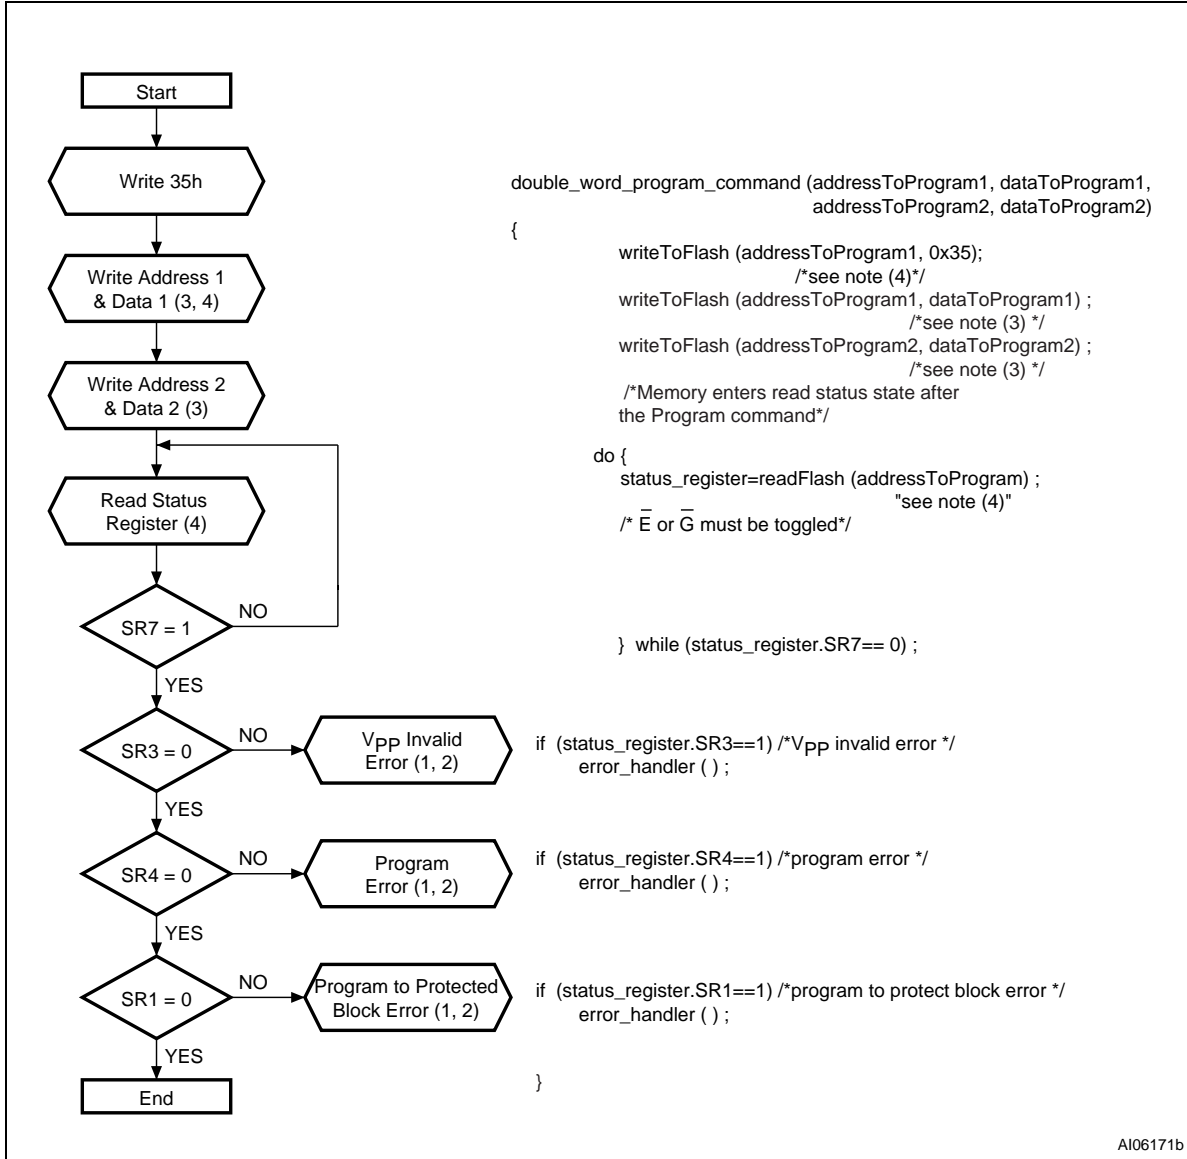 Start
Write 35h
Write Address 1
& Data 1 (3, 4)
Write Address 2
& Data 2 (3)
Read Status
Register (4)
SR7 = 1
NO
YES
SR3 = 0
NO
VPP Invalid
Error (1, 2)
YES
SR4 = 0
NO
Program
Error (1, 2)
YES
SR1 = 0
NO
Program to Protected
Block Error (1, 2)
YES
End
double_word_program_command (addressToProgram1, dataToProgram1,
addressToProgram2, dataToProgram2)
{
writeToFlash (addressToProgram1, 0x35);
/*see note (4)*/
writeToFlash (addressToProgram1, dataToProgram1) ;
/*see note (3) */
writeToFlash (addressToProgram2, dataToProgram2) ;
/*see note (3) */
/*Memory enters read status state after
the Program command*/
do {
status_register=readFlash (addressToProgram) ;
"see note (4)"
/* E̅ or G̅ must be toggled*/
} while (status_register.SR7== 0) ;
if (status_register.SR3==1) /*VPP invalid error */
error_handler ( ) ;
if (status_register.SR4==1) /*program error */
error_handler ( ) ;
if (status_register.SR1==1) /*program to protect block error */
error_handler ( ) ;
}
AI06171b